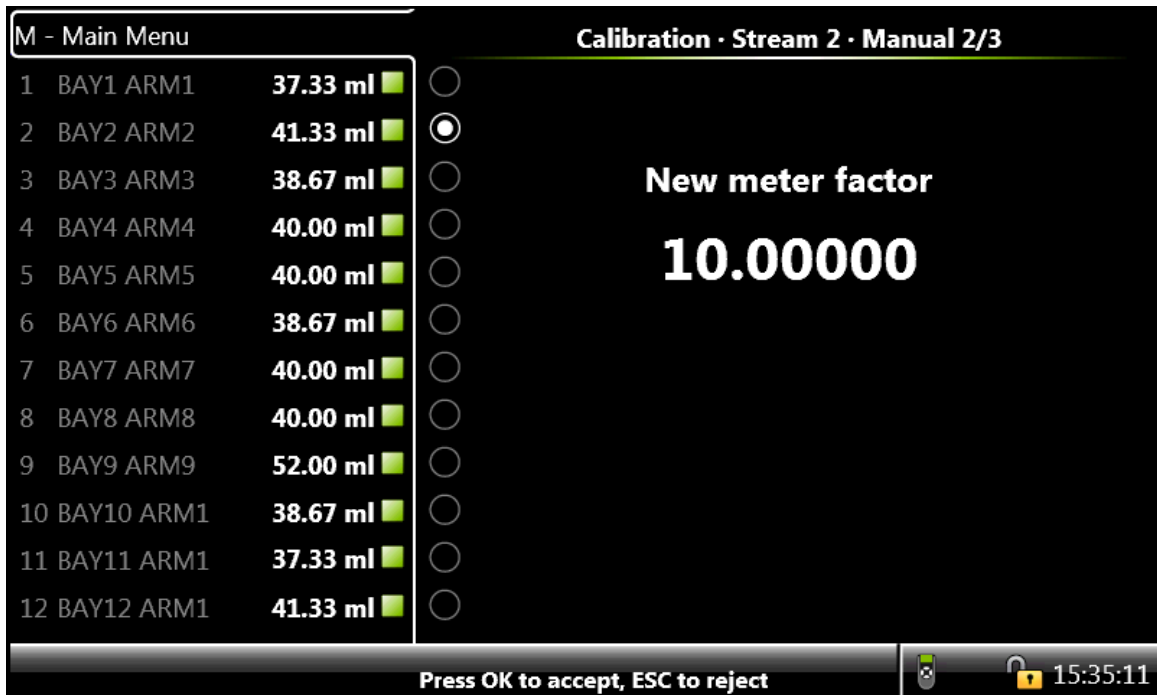 M - Main Menu
Calibration · Stream 2 · Manual 2/3
1 BAY1 ARM1 37.33 ml
2 BAY2 ARM2 41.33 ml
3 BAY3 ARM3 38.67 ml
4 BAY4 ARM4 40.00 ml
5 BAY5 ARM5 40.00 ml
6 BAY6 ARM6 38.67 ml
7 BAY7 ARM7 40.00 ml
8 BAY8 ARM8 40.00 ml
9 BAY9 ARM9 52.00 ml
10 BAY10 ARM1 38.67 ml
11 BAY11 ARM1 37.33 ml
12 BAY12 ARM1 41.33 ml
New meter factor
10.00000
Press OK to accept, ESC to reject
15:35:11